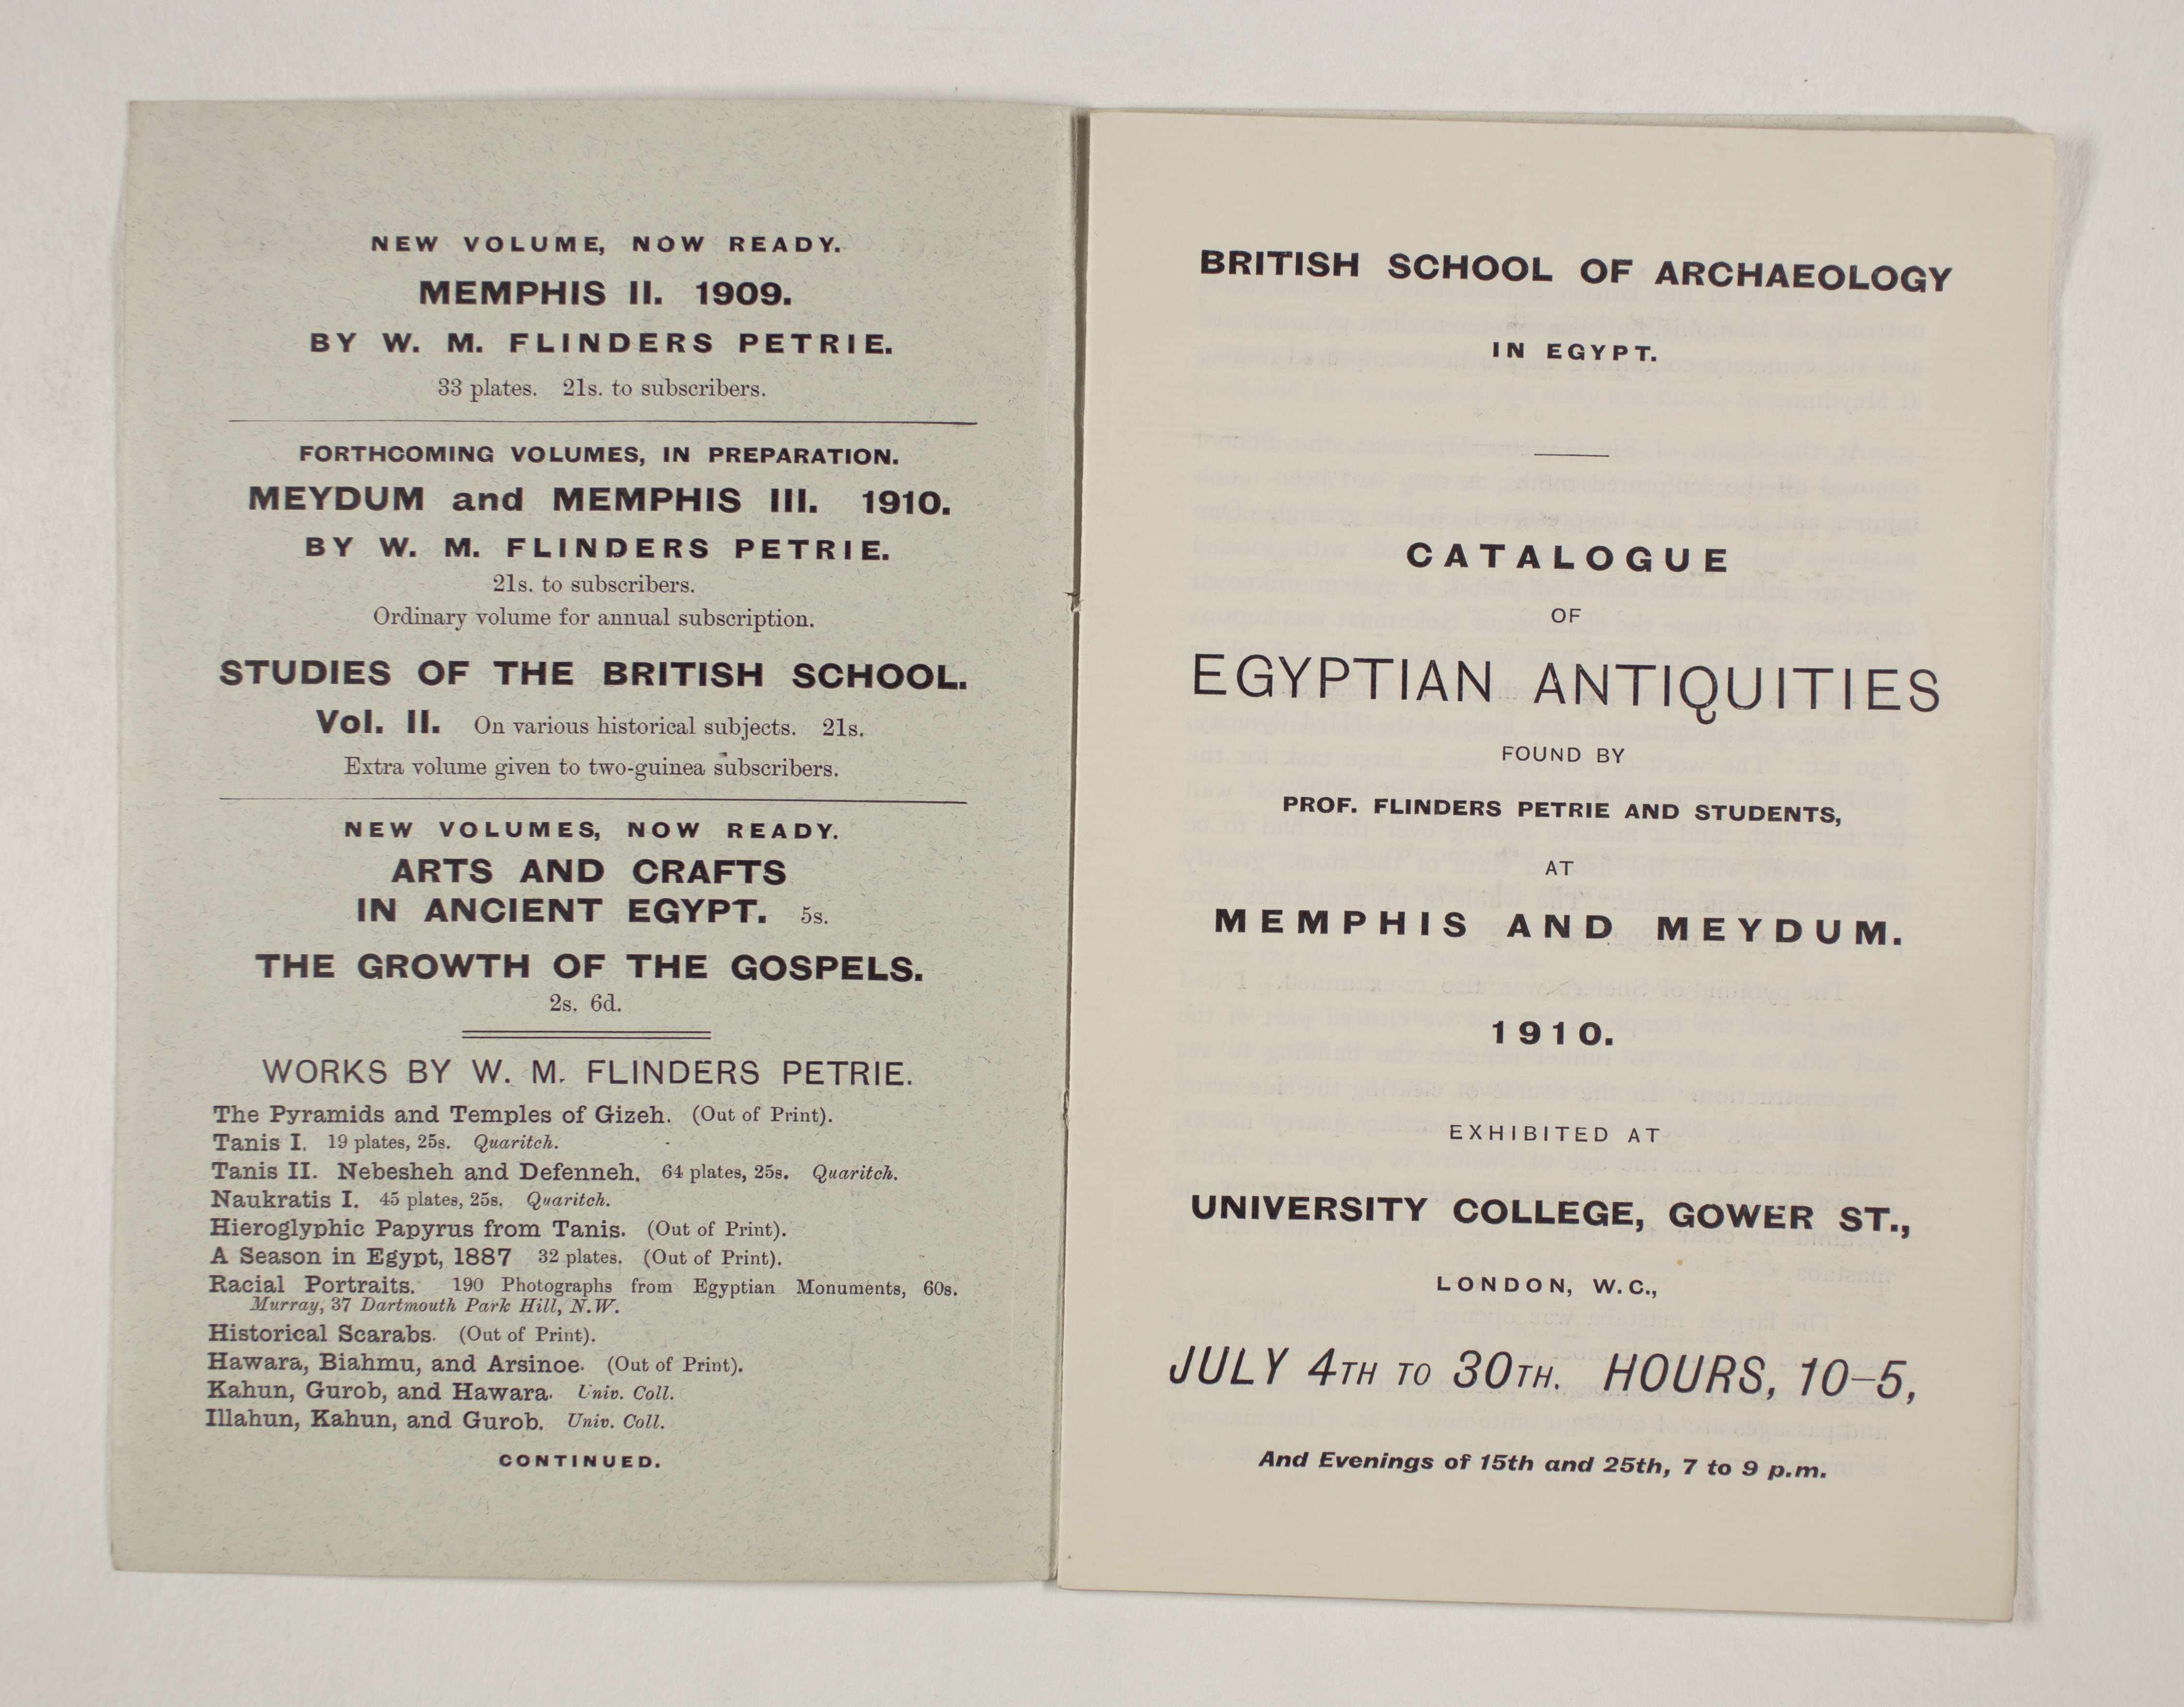 NEW VOLUME, NOW READY.
MEMPHIS II. 1909.
BY W. M. FLINDERS PETRIE.
33 plates. 21s. to subscribers.
FORTHCOMING VOLUMES, IN PREPARATION.
MEYDUM and MEMPHIS III. 1910.
BY W. M. FLINDERS PETRIE.
21s. to subscribers.
Ordinary volume for annual subscription.
STUDIES OF THE BRITISH SCHOOL.
Vol. II. On various historical subjects. 21s.
Extra volume given to two-guinea subscribers.
NEW VOLUMES, NOW READY.
ARTS AND CRAFTS
IN ANCIENT EGYPT. 5s.
THE GROWTH OF THE GOSPELS.
2s. 6d.
WORKS BY W. M. FLINDERS PETRIE.
The Pyramids and Temples of Gizeh. (Out of Print).
Tanis I. 19 plates, 25s. Quaritch.
Tanis II. Nebesheh and Defenneh. 64 plates, 25s. Quaritch.
Naukratis I. 45 plates, 25s. Quaritch.
Hieroglyphic Papyrus from Tanis. (Out of Print).
A Season in Egypt, 1887 32 plates. (Out of Print).
Racial Portraits. 190 Photographs from Egyptian Monuments, 60s.
Murray, 37 Dartmouth Park Hill, N.W.
Historical Scarabs. (Out of Print).
Hawara, Biahmu, and Arsinoe. (Out of Print).
Kahun, Gurob, and Hawara. Univ. Coll.
Illahun, Kahun, and Gurob. Univ. Coll.
CONTINUED.
BRITISH SCHOOL OF ARCHAEOLOGY
IN EGYPT.
CATALOGUE
OF
EGYPTIAN ANTIQUITIES
FOUND BY
PROF. FLINDERS PETRIE AND STUDENTS,
AT
MEMPHIS AND MEYDUM.
1910.
EXHIBITED AT
UNIVERSITY COLLEGE, GOWER ST.,
LONDON, W.C.,
JULY 4TH TO 30TH. HOURS, 10–5,
And Evenings of 15th and 25th, 7 to 9 p.m.